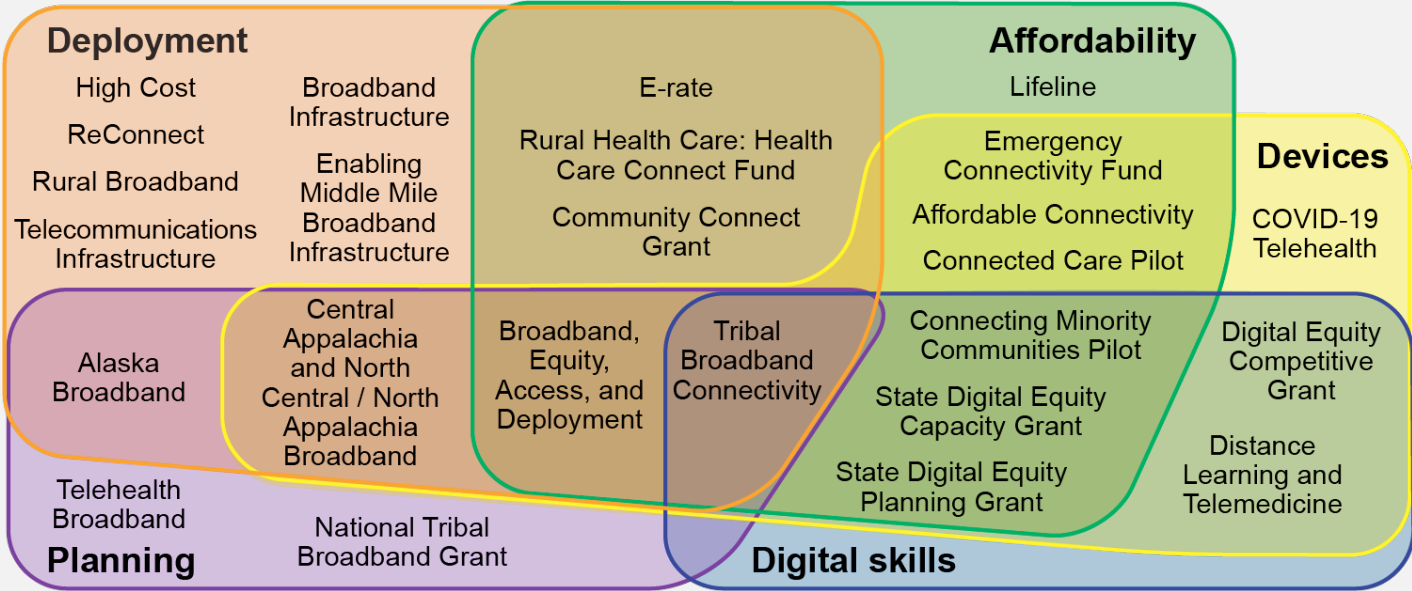 Deployment
High Cost
ReConnect
Rural Broadband
Telecommunications
Infrastructure
Broadband
Infrastructure
Enabling
Middle Mile
Broadband
Infrastructure
E-rate
Rural Health Care: Health
Care Connect Fund
Community Connect
Grant
Affordability
Lifeline
Emergency
Connectivity Fund
Affordable Connectivity
Connected Care Pilot
Devices
COVID-19
Telehealth
Alaska
Broadband
Central
Appalachia
and North
Central / North
Appalachia
Broadband
Broadband,
Equity,
Access, and
Deployment
Tribal
Broadband
Connectivity
Connecting Minority
Communities Pilot
State Digital Equity
Capacity Grant
State Digital Equity
Planning Grant
Digital Equity
Competitive
Grant
Distance
Learning and
Telemedicine
Telehealth
Broadband
National Tribal
Broadband Grant
Planning
Digital skills